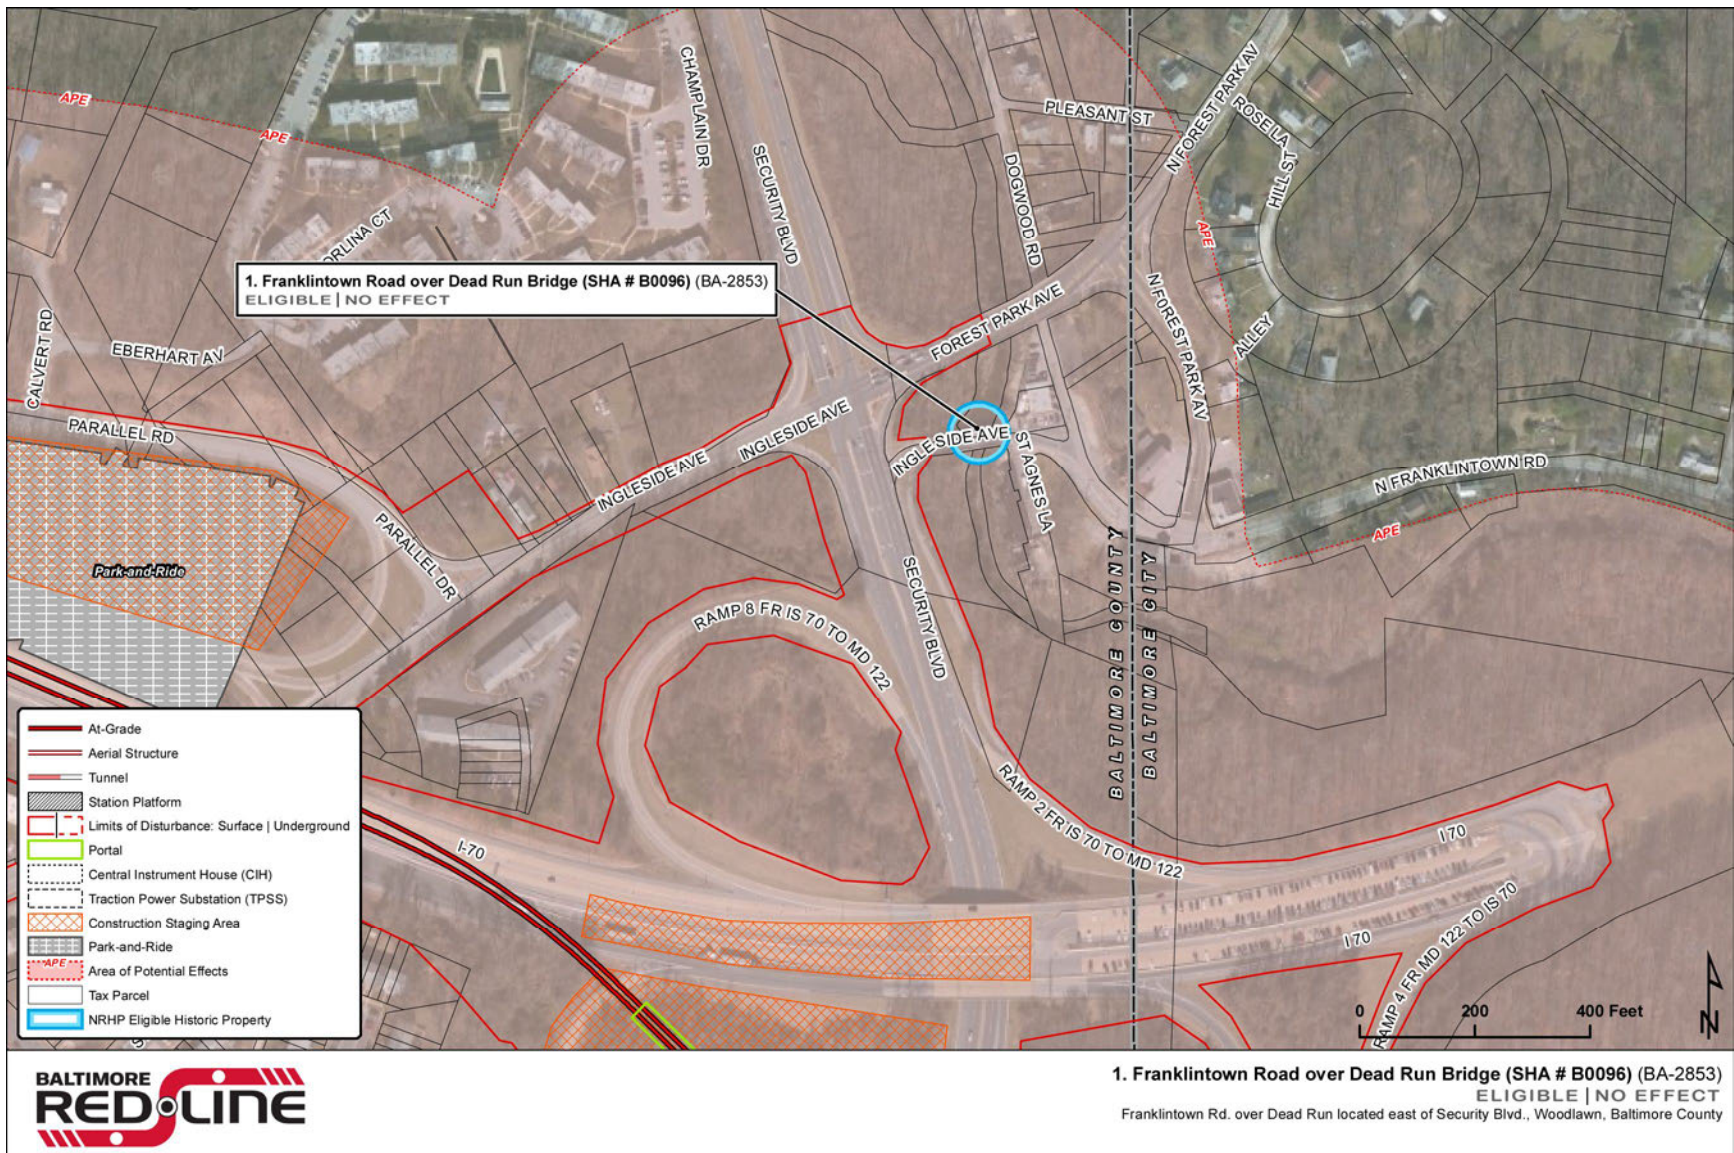 CHAMPLAIN DR
SECURITY BLVD
PLEASANT ST
N FOREST PARK AV
ROSE LA
HILL ST
DOGWOOD RD
APE
APE
APE
ORLINA CT
1. Franklintown Road over Dead Run Bridge (SHA # B0096) (BA-2853)
ELIGIBLE | NO EFFECT
CALVERT RD
EBERHART AV
FOREST PARK AVE
N FOREST PARK AV
ALLEY
PARALLEL RD
INGLESIDE AVE
INGLESIDE AVE
INGLESIDE AVE
ST AGNES LA
N FRANKLINTOWN RD
APE
PARALLEL DR
Park-and-Ride
SECURITY BLVD
BALTIMORE COUNTY
BALTIMORE CITY
RAMP 8 FR IS 70 TO MD 122
RAMP 2 FR IS 70 TO MD 122
I-70
I 70
I 70
RAMP 4 FR MD 122 TO IS 70
At-Grade
Aerial Structure
Tunnel
Station Platform
Limits of Disturbance: Surface | Underground
Portal
Central Instrument House (CIH)
Traction Power Substation (TPSS)
Construction Staging Area
Park-and-Ride
APE
Area of Potential Effects
Tax Parcel
NRHP Eligible Historic Property
0 200 400 Feet
N
BALTIMORE
RED LINE
1. Franklintown Road over Dead Run Bridge (SHA # B0096) (BA-2853)
ELIGIBLE | NO EFFECT
Franklintown Rd. over Dead Run located east of Security Blvd., Woodlawn, Baltimore County